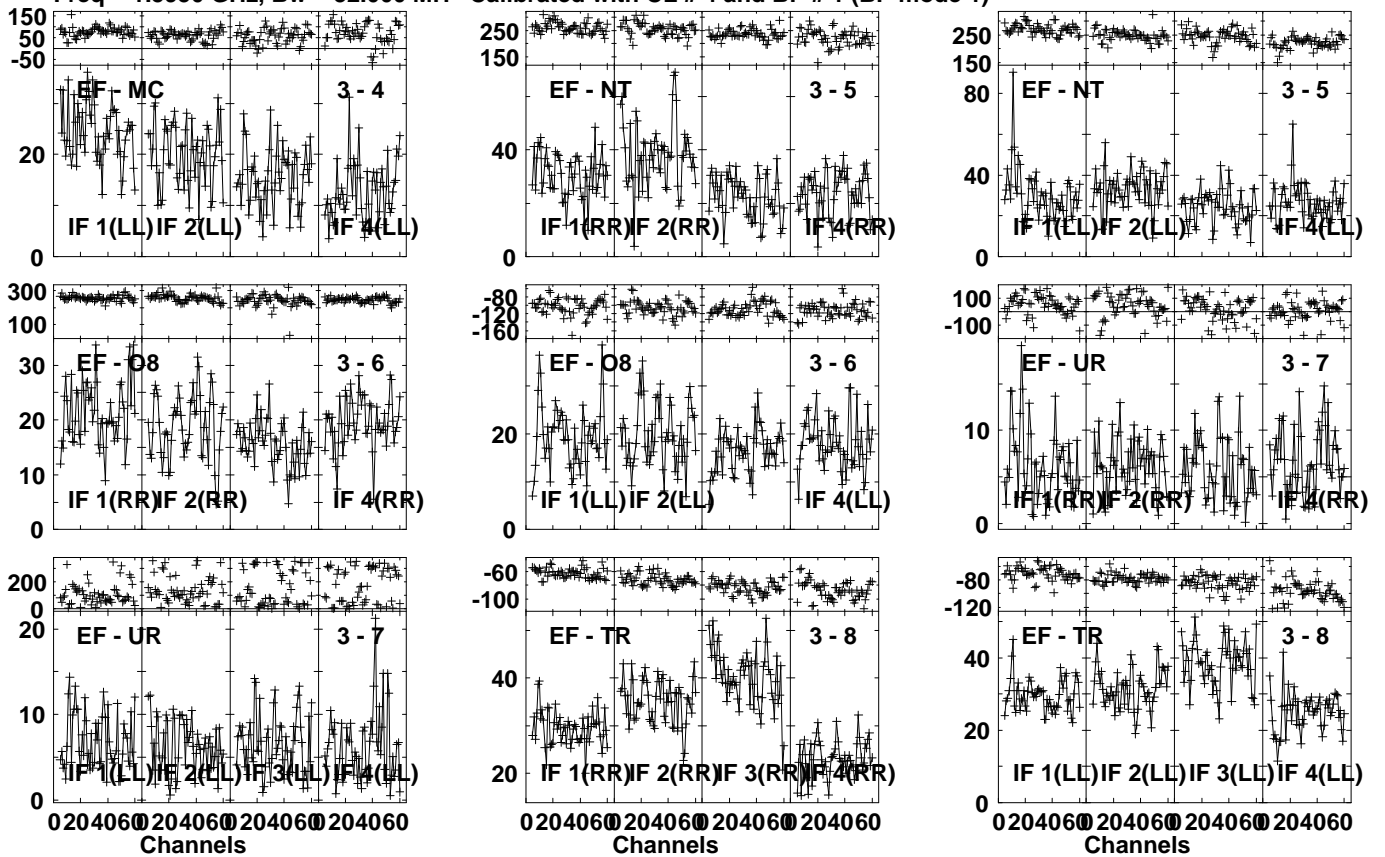 150
50
-50
EF - MC 3 - 4
20
0
IF 1(LL) IF 2(LL) IF 4(LL)
250
150
EF - NT 3 - 5
40
0
IF 1(RR) IF 2(RR) IF 4(RR)
250
150
EF - NT 3 - 5
80
40
20
0
IF 1(LL) IF 2(LL) IF 4(LL)
300
100
EF - O8 3 - 6
30
20
10
0
IF 1(RR) IF 2(RR) IF 4(RR)
-80
-120
-160
EF - O8 3 - 6
20
0
IF 1(LL) IF 2(LL) IF 4(LL)
100
-100
EF - UR 3 - 7
10
0
IF 1(RR) IF 2(RR) IF 4(RR)
200
0
EF - UR 3 - 7
20
10
0
IF 1(LL) IF 2(LL) IF 3(LL) IF 4(LL)
0 20 40 60 0 20 40 60 0 20 40 60 0 20 40 60
Channels
-60
-100
EF - TR 3 - 8
40
20
IF 1(RR) IF 2(RR) IF 3(RR) IF 4(RR)
0 20 40 60 0 20 40 60 0 20 40 60 0 20 40 60
Channels
-80
-120
EF - TR 3 - 8
60
40
20
0
IF 1(LL) IF 2(LL) IF 3(LL) IF 4(LL)
0 20 40 60 0 20 40 60 0 20 40 60 0 20 40 60
Channels